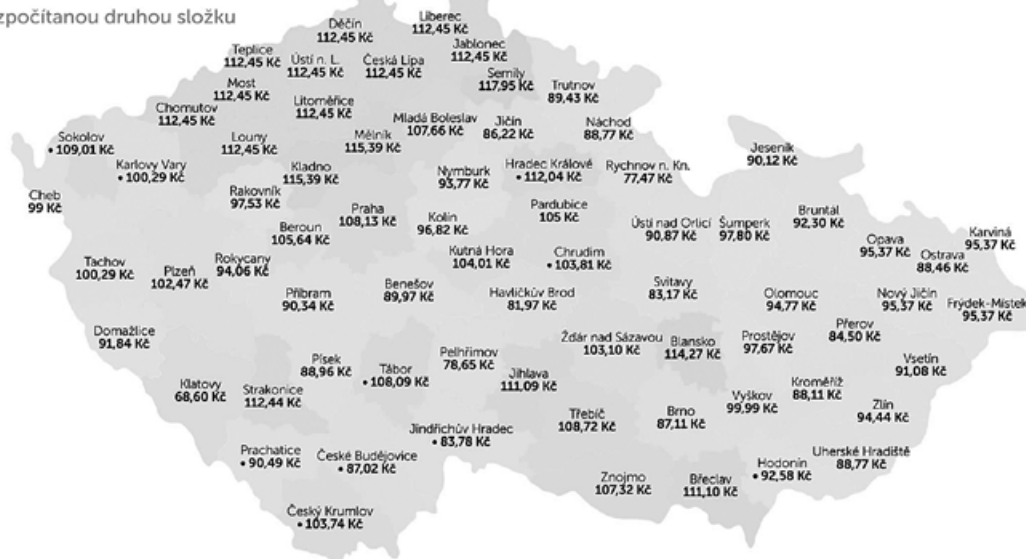 zpočítanou druhou složku
Děčín
112,45 Kč
Liberec
112,45 Kč
Jablonec
112,45 Kč
Teplice
112,45 Kč
Ústí n. L.
112,45 Kč
Česká Lípa
112,45 Kč
Semily
117,95 Kč
Trutnov
89,43 Kč
Most
112,45 Kč
Chomutov
112,45 Kč
Litoměřice
112,45 Kč
Mladá Boleslav
107,66 Kč
Jičín
86,22 Kč
Náchod
88,77 Kč
Sokolov
• 109,01 Kč
Louny
112,45 Kč
Mělník
115,39 Kč
Jeseník
90,12 Kč
Karlovy Vary
• 100,29 Kč
Kladno
115,39 Kč
Nymburk
93,77 Kč
Hradec Králové
• 112,04 Kč
Rychnov n. Kn.
77,47 Kč
Cheb
99 Kč
Rakovník
97,53 Kč
Praha
108,13 Kč
Kolín
96,82 Kč
Pardubice
105 Kč
Ústí nad Orlicí
90,87 Kč
Šumperk
97,80 Kč
Bruntál
92,30 Kč
Beroun
105,64 Kč
Opava
95,37 Kč
Karviná
95,37 Kč
Ostrava
88,46 Kč
Tachov
100,29 Kč
Plzeň
102,47 Kč
Rokycany
94,06 Kč
Kutná Hora
104,01 Kč
Chrudim
• 103,81 Kč
Příbram
90,34 Kč
Benešov
89,97 Kč
Havlíčkův Brod
81,97 Kč
Svitavy
83,17 Kč
Olomouc
94,77 Kč
Nový Jičín
95,37 Kč
Frýdek-Místek
95,37 Kč
Domažlice
91,84 Kč
Žďár nad Sázavou
103,10 Kč
Blansko
114,27 Kč
Prostějov
97,67 Kč
Přerov
84,50 Kč
Písek
88,96 Kč
Tábor
• 108,09 Kč
Pelhřimov
78,65 Kč
Jihlava
111,09 Kč
Vsetín
91,08 Kč
Klatovy
68,60 Kč
Strakonice
112,44 Kč
Vyškov
99,99 Kč
Kroměříž
88,11 Kč
Zlín
94,44 Kč
Třebíč
108,72 Kč
Brno
87,11 Kč
Jindřichův Hradec
• 83,78 Kč
Prachatice
• 90,49 Kč
České Budějovice
• 87,02 Kč
Uherské Hradiště
88,77 Kč
Hodonín
• 92,58 Kč
Znojmo
107,32 Kč
Břeclav
111,10 Kč
Český Krumlov
• 103,74 Kč